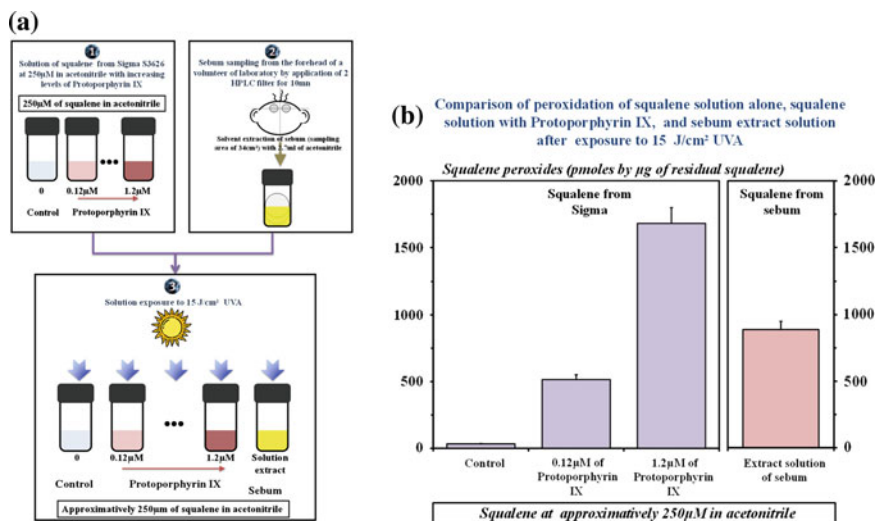 (a)
1
Solution of squalene from Sigma S3626
at 250µM in acetonitrile with increasing
levels of Protoporphyrin IX
250µM of squalene in acetonitrile
0
0.12µM
1.2µM
Control
Protoporphyrin IX
2
Sebum sampling from the forehead of a
volunteer of laboratory by application of 2
HPLC filter for 10mn
Solvent extraction of sebum (sampling
area of 34cm²) with 2.7ml of acetonitrile
3
Solution exposure to 15 J/cm² UVA
0
0.12µM
1.2µM
Solution
extract
Control
Protoporphyrin IX
Sebum
Approximatively 250µm of squalene in acetonitrile
(b)
Comparison of peroxidation of squalene solution alone, squalene
solution with Protoporphyrin IX, and sebum extract solution
after exposure to 15 J/cm² UVA
Squalene peroxides (pmoles by µg of residual squalene)
2000
1500
1000
500
0
Squalene from
Sigma
Squalene from
sebum
2000
1500
1000
500
0
Control
0.12µM of
Protoporphyrin
IX
1.2µM of
Protoporphyrin
IX
Extract solution
of sebum
Squalene at approximatively 250µM in acetonitrile